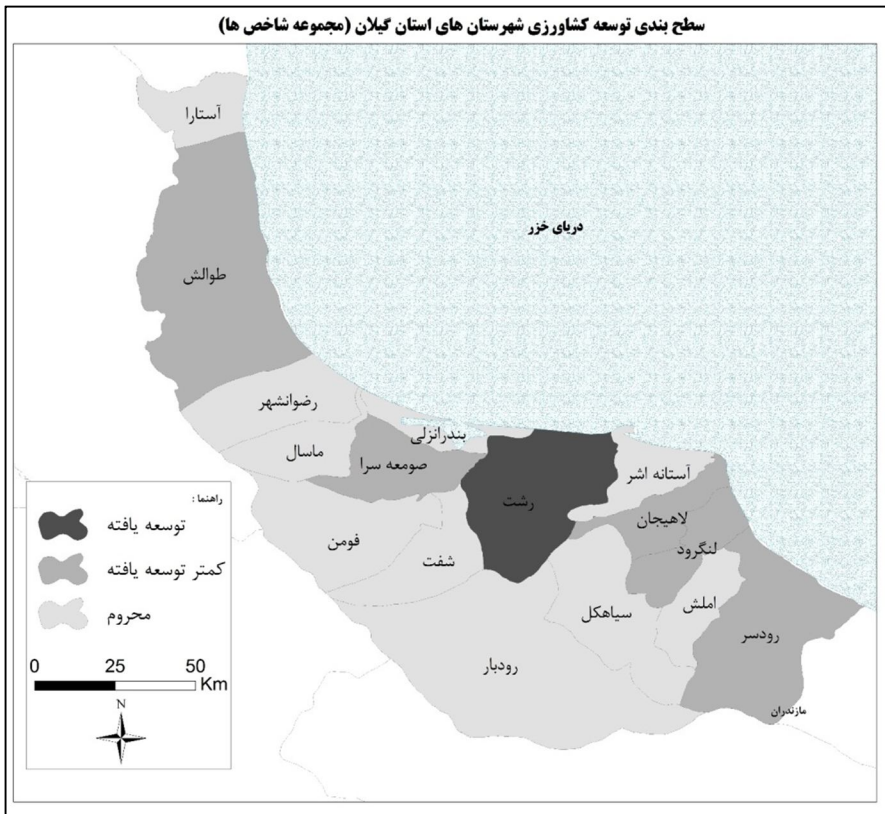 سطح بندی توسعه کشاورزی شهرستان های استان گیلان (مجموعه شاخص ها)
آستارا
دریای خزر
طوالش
رضوانشهر
بندرانزلی
ماسال
صومعه سرا
آستانه اشر
رشت
لاهیجان
فومن
لنگرود
شفت
املش
سیاهکل
رودسر
رودبار
مازندران
راهنما :
توسعه یافته
کمتر توسعه یافته
محروم
0 25 50
Km
N